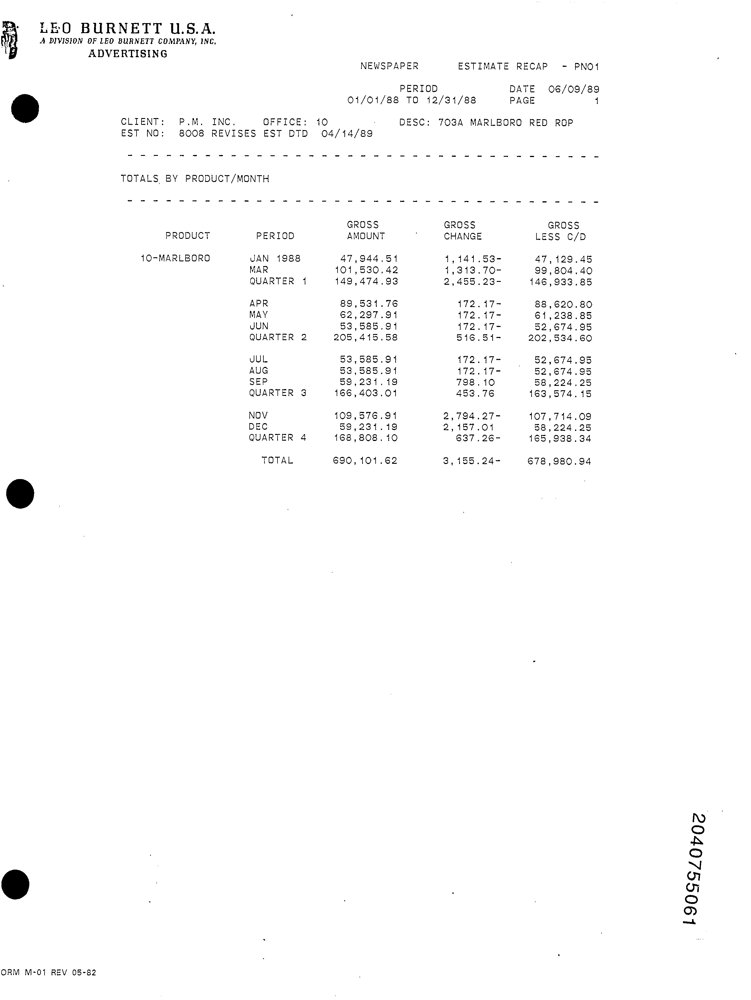 LEO BURNETT U.S.A.
A DIVISION OF LEO BURNETT COMPANY, INC.
ADVERTISING
NEWSPAPER ESTIMATE RECAP - PN01
PERIOD DATE 06/09/89
01/01/88 TO 12/31/88 PAGE 1
CLIENT: P.M. INC. OFFICE: 10 DESC: 703A MARLBORO RED ROP
EST NO: 8008 REVISES EST DTD 04/14/89
TOTALS BY PRODUCT/MONTH
GROSS GROSS GROSS
PRODUCT PERIOD AMOUNT CHANGE LESS C/D
10-MARLBORO JAN 1988 47,944.51 1,141.53- 47,129.45
MAR 101,530.42 1,313.70- 99,804.40
QUARTER 1 149,474.93 2,455.23- 146,933.85
APR 89,531.76 172.17- 88,620.80
MAY 62,297.91 172.17- 61,238.85
JUN 53,585.91 172.17- 52,674.95
QUARTER 2 205,415.58 516.51- 202,534.60
JUL 53,585.91 172.17- 52,674.95
AUG 53,585.91 172.17- 52,674.95
SEP 59,231.19 798.10 58,224.25
QUARTER 3 166,403.01 453.76 163,574.15
NOV 109,576.91 2,794.27- 107,714.09
DEC 59,231.19 2,157.01 58,224.25
QUARTER 4 168,808.10 637.26- 165,938.34
TOTAL 690,101.62 3,155.24- 678,980.94
2040755061
ORM M-01 REV 05-82